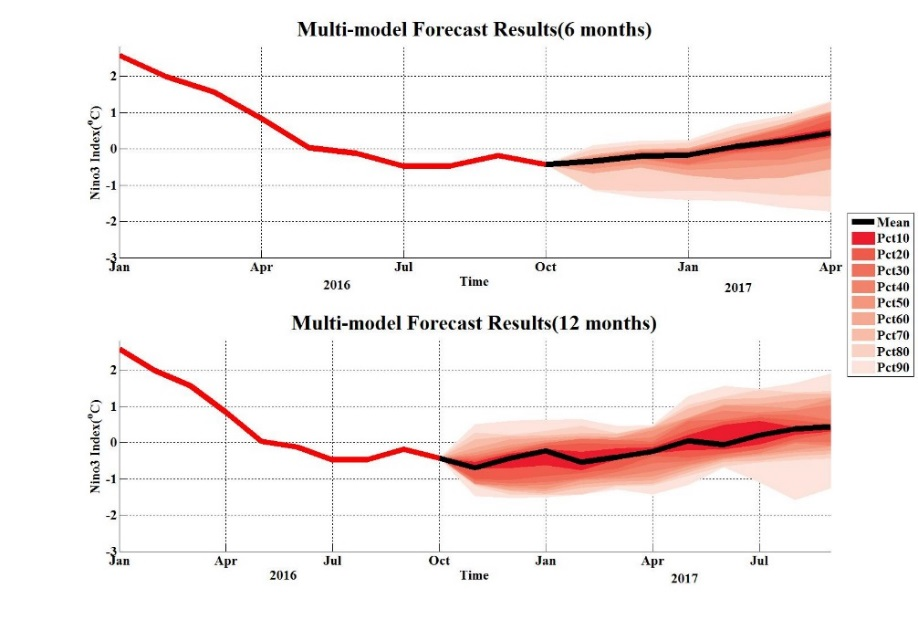 Multi-model Forecast Results(6 months)
2
1
0
-1
-2
-3
Nino3 Index(°C)
Jan Apr Jul Oct Jan Apr
2016 Time 2017
Mean
Pct10
Pct20
Pct30
Pct40
Pct50
Pct60
Pct70
Pct80
Pct90
Multi-model Forecast Results(12 months)
2
1
0
-1
-2
-3
Nino3 Index(°C)
Jan Apr Jul Oct Jan Apr Jul
2016 Time 2017